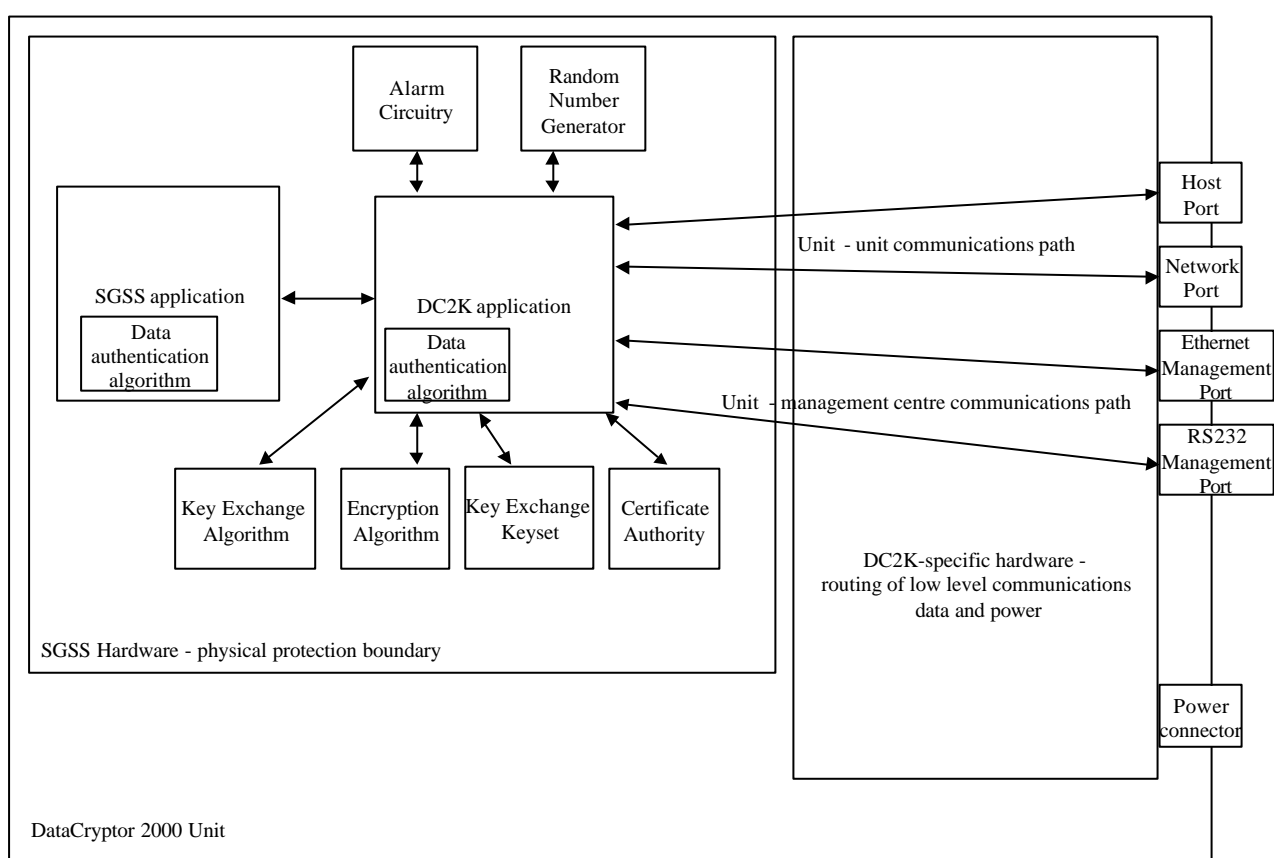 Alarm
Circuitry
Random
Number
Generator
Host
Port
Unit - unit communications path
Network
Port
SGSS application
DC2K application
Data
authentication
algorithm
Data
authentication
algorithm
Ethernet
Management
Port
Unit - management centre communications path
RS232
Management
Port
Key Exchange
Algorithm
Encryption
Algorithm
Key Exchange
Keyset
Certificate
Authority
DC2K-specific hardware -
routing of low level communications
data and power
SGSS Hardware - physical protection boundary
Power
connector
DataCryptor 2000 Unit